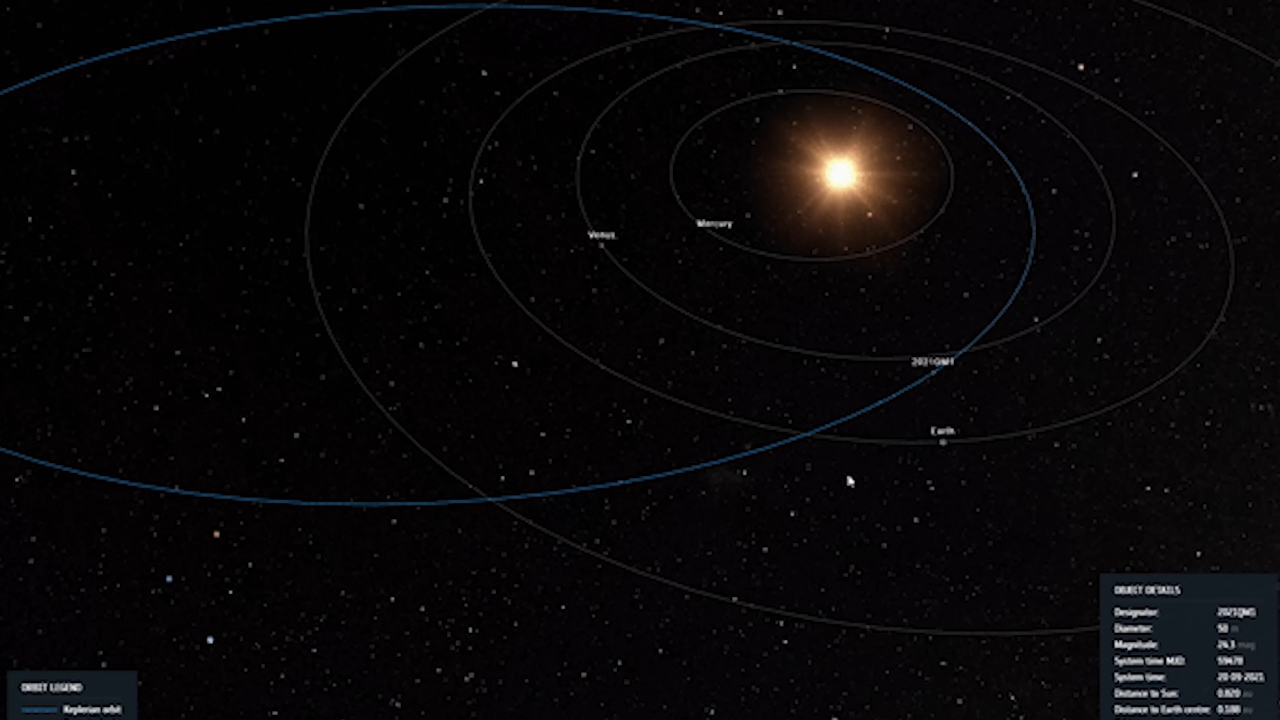 Mercury
Venus
2021QM1
Earth
OBJECT DETAILS
Designator: 2021QM1
Diameter: 50 m
Magnitude: 24.3 mag
System time MJD: 59478
System time: 20-09-2021
Distance to Sun: 0.820 au
Distance to Earth centre: 0.188 au
ORBIT LEGEND
Keplerian orbit